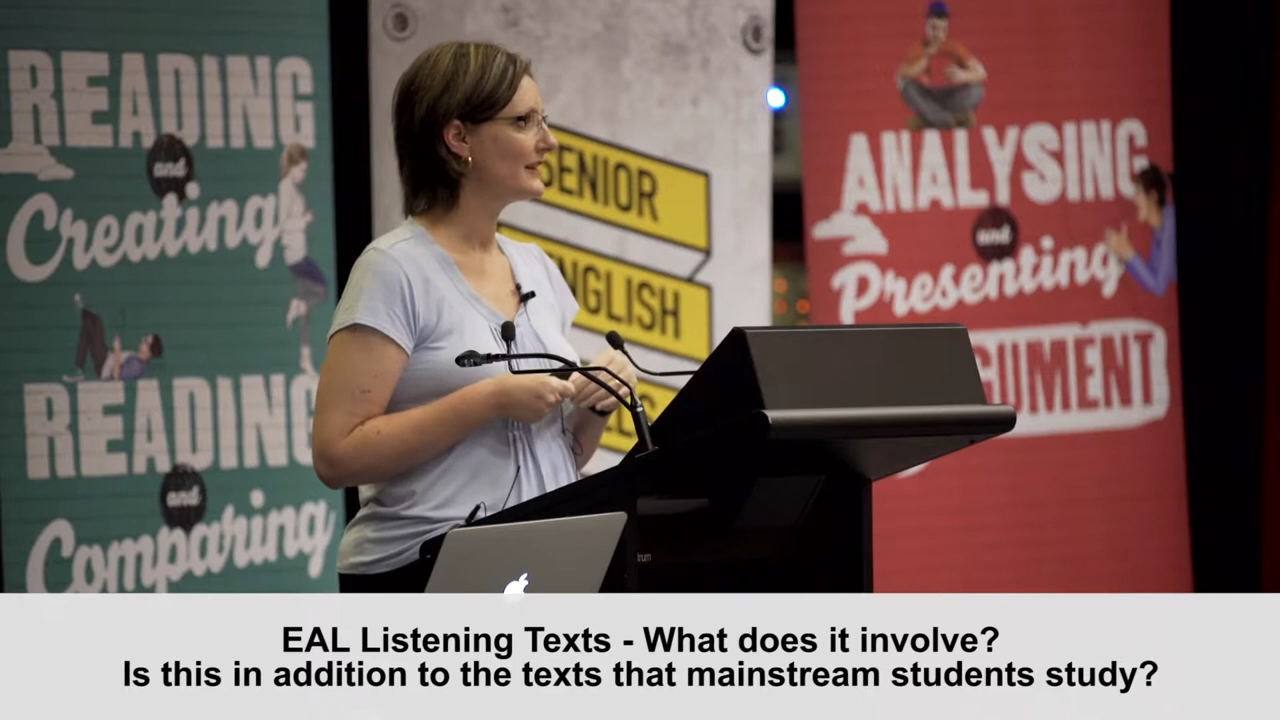 READING
and
Creating
READING
and
Comparing
SENIOR
ENGLISH
ANALYSING
and
Presenting
EAL Listening Texts - What does it involve?
Is this in addition to the texts that mainstream students study?